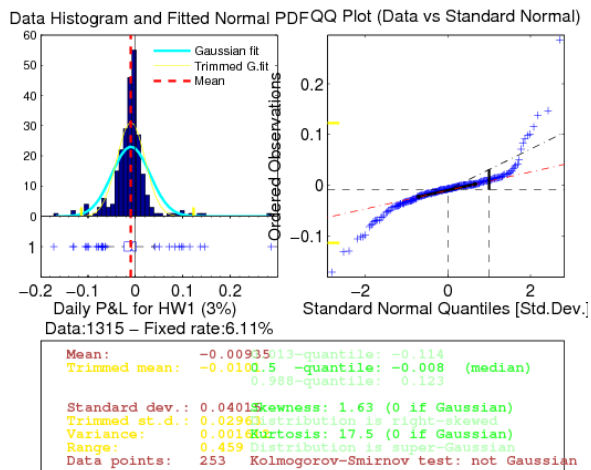 Data Histogram and Fitted Normal PDF
QQ Plot (Data vs Standard Normal)
60
50
40
30
20
10
0
1
Gaussian fit
Trimmed G.fit
Mean
−0.2 −0.1 0 0.1 0.2
Daily P&L for HW1 (3%)
Data:1315 − Fixed rate:6.11%
Ordered Observations
0.2
0.1
0
−0.1
−2 0 2
Standard Normal Quantiles [Std.Dev.]
Mean: −0.00935 0.013-quantile: −0.114
Trimmed mean: 0.5 -quantile: −0.008 (median)
0.988-quantile: 0.123
Standard dev.: 0.04015 Skewness: 1.63 (0 if Gaussian)
Trimmed st.d.: Distribution is right-skewed
Variance: Kurtosis: 17.5 (0 if Gaussian)
Range: 0.459 Distribution is super-Gaussian
Data points: 253 Kolmogorov−Smirnov test: not Gaussian